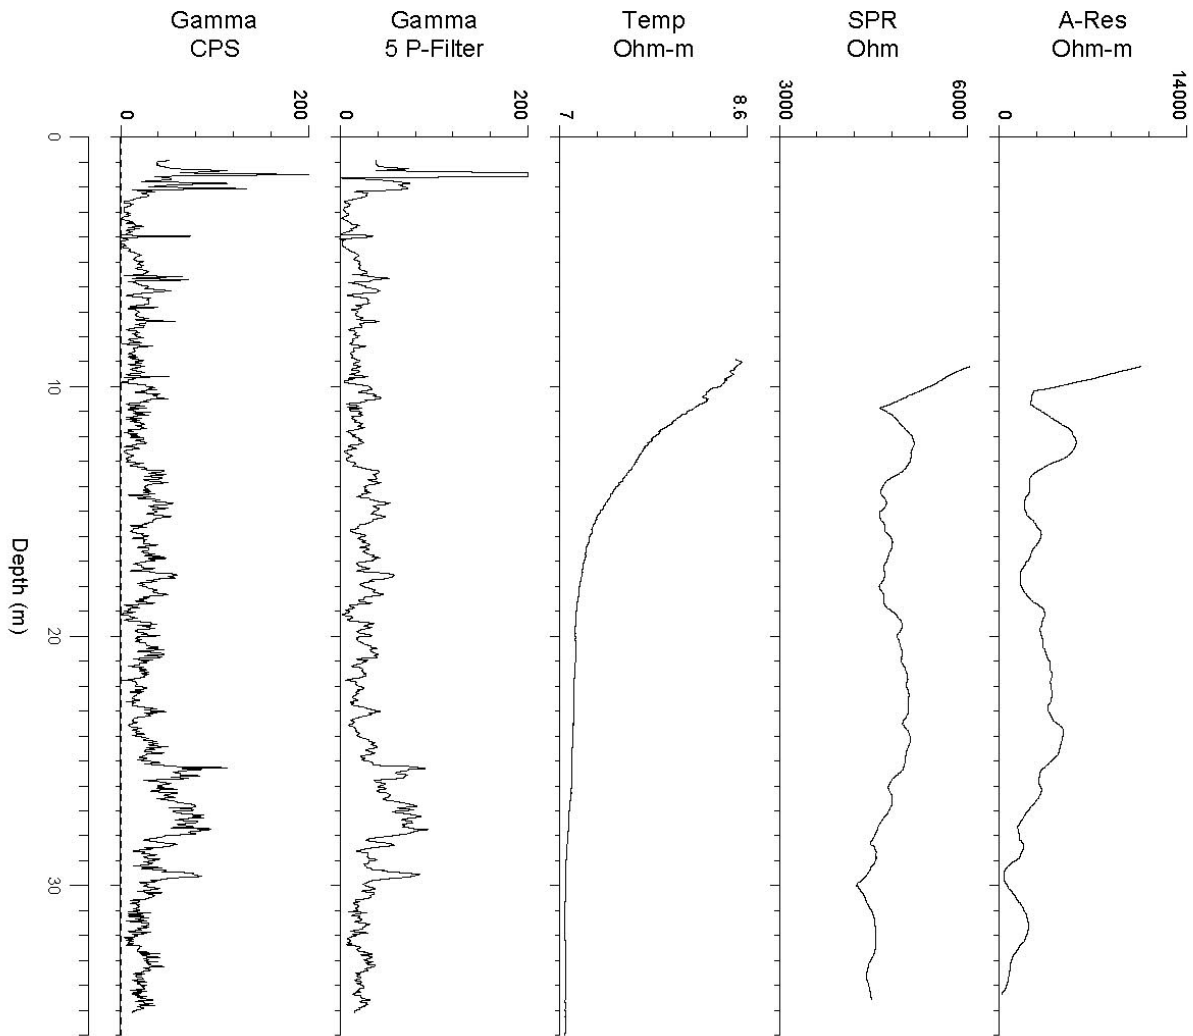 Gamma
CPS
Gamma
5 P-Filter
Temp
Ohm-m
SPR
Ohm
A-Res
Ohm-m
0
200
0
200
7
8.6
3000
6000
0
14000
0
10
20
30
Depth (m)